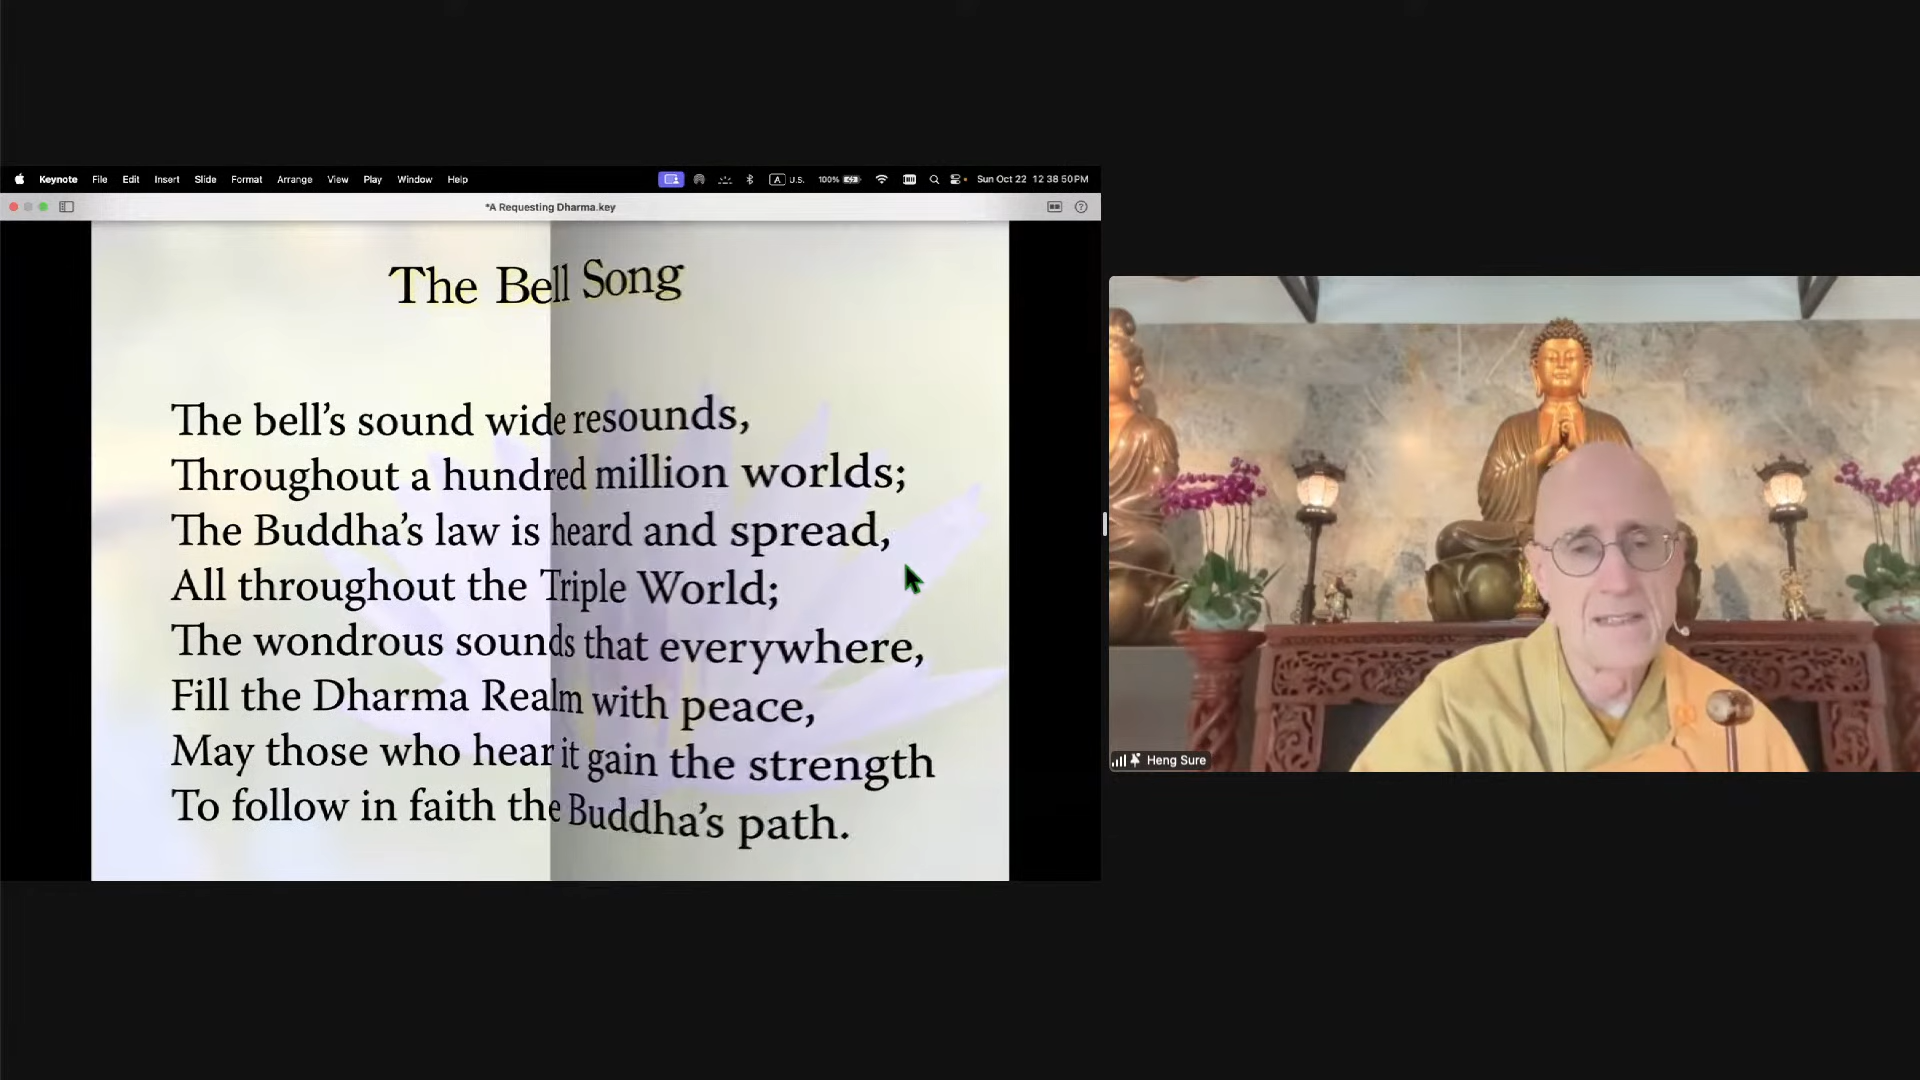 Keynote File Edit Insert Slide Format Arrange View Play Window Help
A U.S. 100% Sun Oct 22 12 38 50 PM
*A Requesting Dharma.key
The Bell Song
The bell’s sound wide resounds,
Throughout a hundred million worlds;
The Buddha’s law is heard and spread,
All throughout the Triple World;
The wondrous sounds that everywhere,
Fill the Dharma Realm with peace,
May those who hear it gain the strength
To follow in faith the Buddha’s path.
Heng Sure